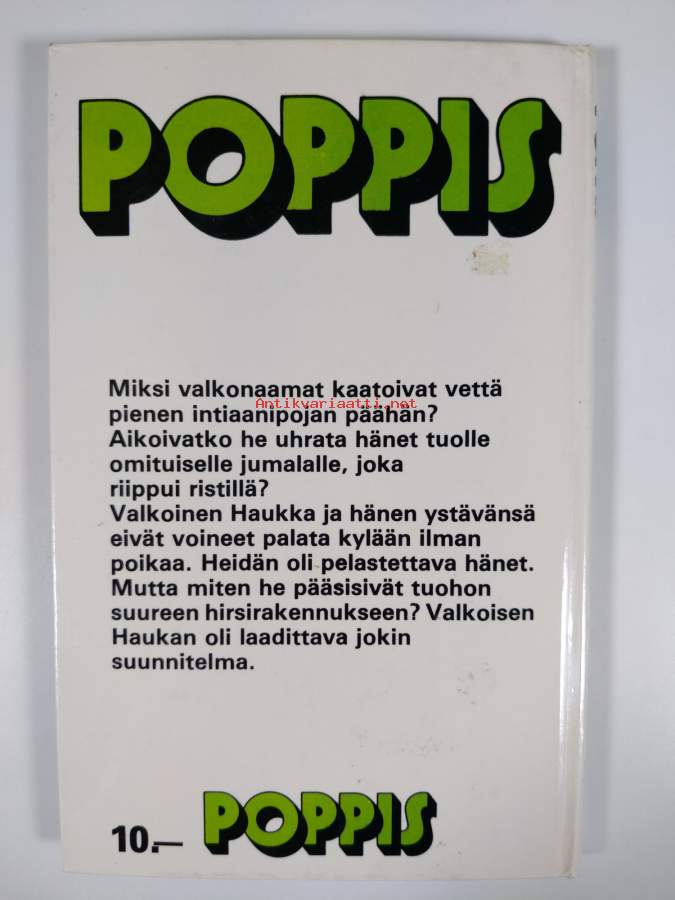 POPPIS
Miksi valkonaamat kaatoivat vettä
pienen intiaanipojan päähän?
Antikvariaatti.net
Aikoivatko he uhrata hänet tuolle
omituiselle jumalalle, joka
riippui ristillä?
Valkoinen Haukka ja hänen ystävänsä
eivät voineet palata kylään ilman
poikaa. Heidän oli pelastettava hänet.
Mutta miten he pääsisivät tuohon
suureen hirsirakennukseen? Valkoisen
Haukan oli laadittava jokin
suunnitelma.
10.— POPPIS